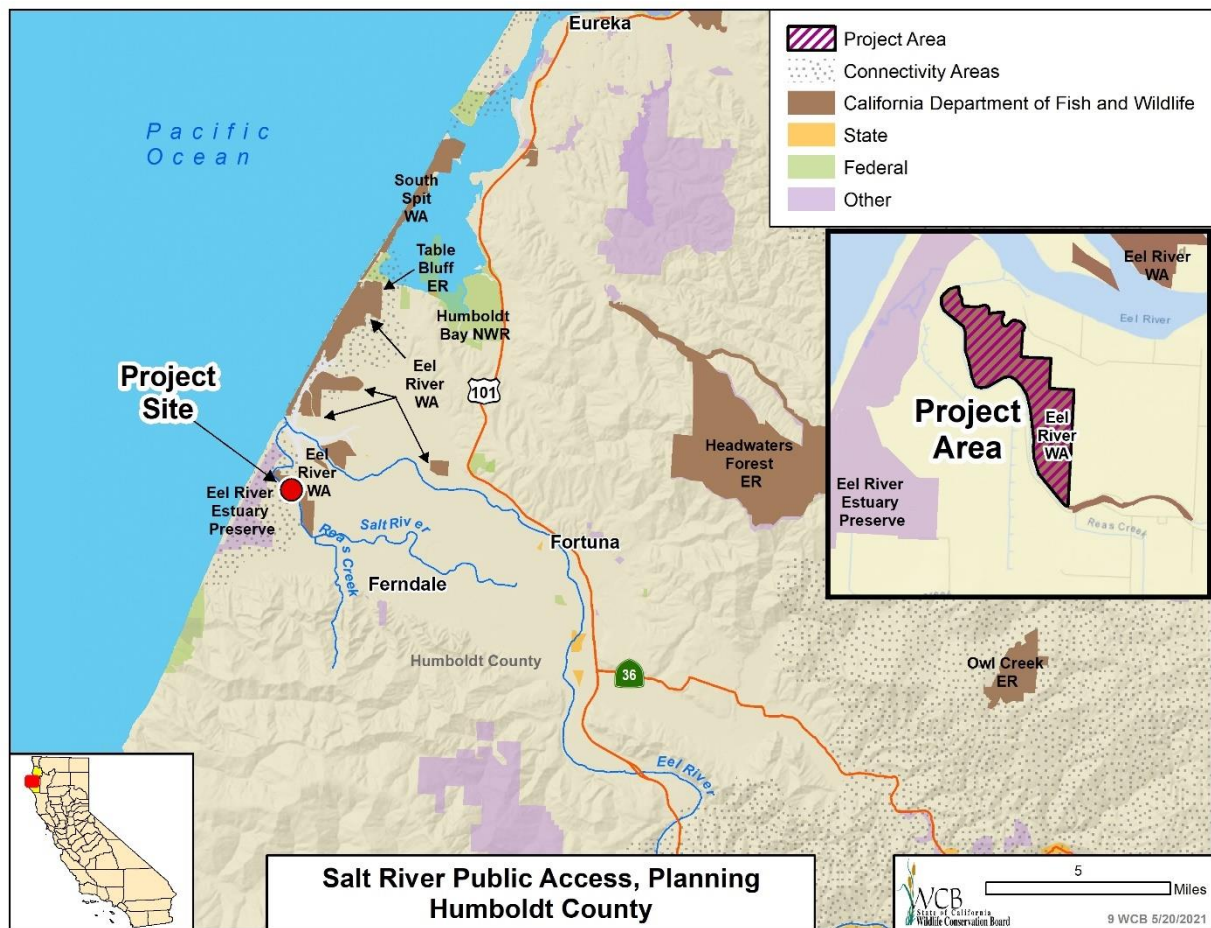 Eureka
Pacific
Ocean
South
Spit
WA
Table
Bluff
ER
Humboldt
Bay NWR
Eel
River
WA
101
Project
Site
Eel
River
WA
Eel River
Estuary
Preserve
Salt River
Reas Creek
Ferndale
Fortuna
Headwaters
Forest
ER
Humboldt County
36
Owl Creek
ER
Eel River
Project Area
Connectivity Areas
California Department of Fish and Wildlife
State
Federal
Other
Eel River
WA
Eel River
Project
Area
Eel
River
WA
Eel River
Estuary
Preserve
Reas Creek
Salt River Public Access, Planning
Humboldt County
WCB
State of California
Wildlife Conservation Board
5
Miles
9 WCB 5/20/2021